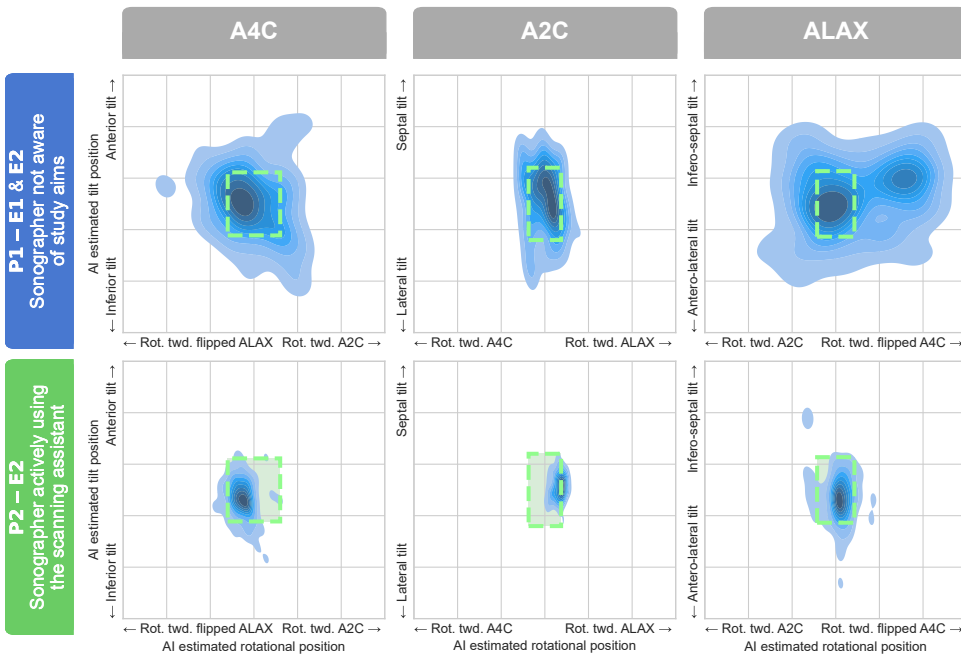 A4C
A2C
ALAX
P1 – E1 & E2
Sonographer not aware
of study aims
AI estimated tilt position
← Inferior tilt
Anterior tilt →
← Lateral tilt
Septal tilt →
← Antero-lateral tilt
Infero-septal tilt →
← Rot. twd. flipped ALAX
Rot. twd. A2C →
← Rot. twd. A4C
Rot. twd. ALAX →
← Rot. twd. A2C
Rot. twd. flipped A4C →
P2 – E2
Sonographer actively using
the scanning assistant
AI estimated tilt position
← Inferior tilt
Anterior tilt →
← Lateral tilt
Septal tilt →
← Antero-lateral tilt
Infero-septal tilt →
← Rot. twd. flipped ALAX
Rot. twd. A2C →
← Rot. twd. A4C
Rot. twd. ALAX →
← Rot. twd. A2C
Rot. twd. flipped A4C →
AI estimated rotational position
AI estimated rotational position
AI estimated rotational position